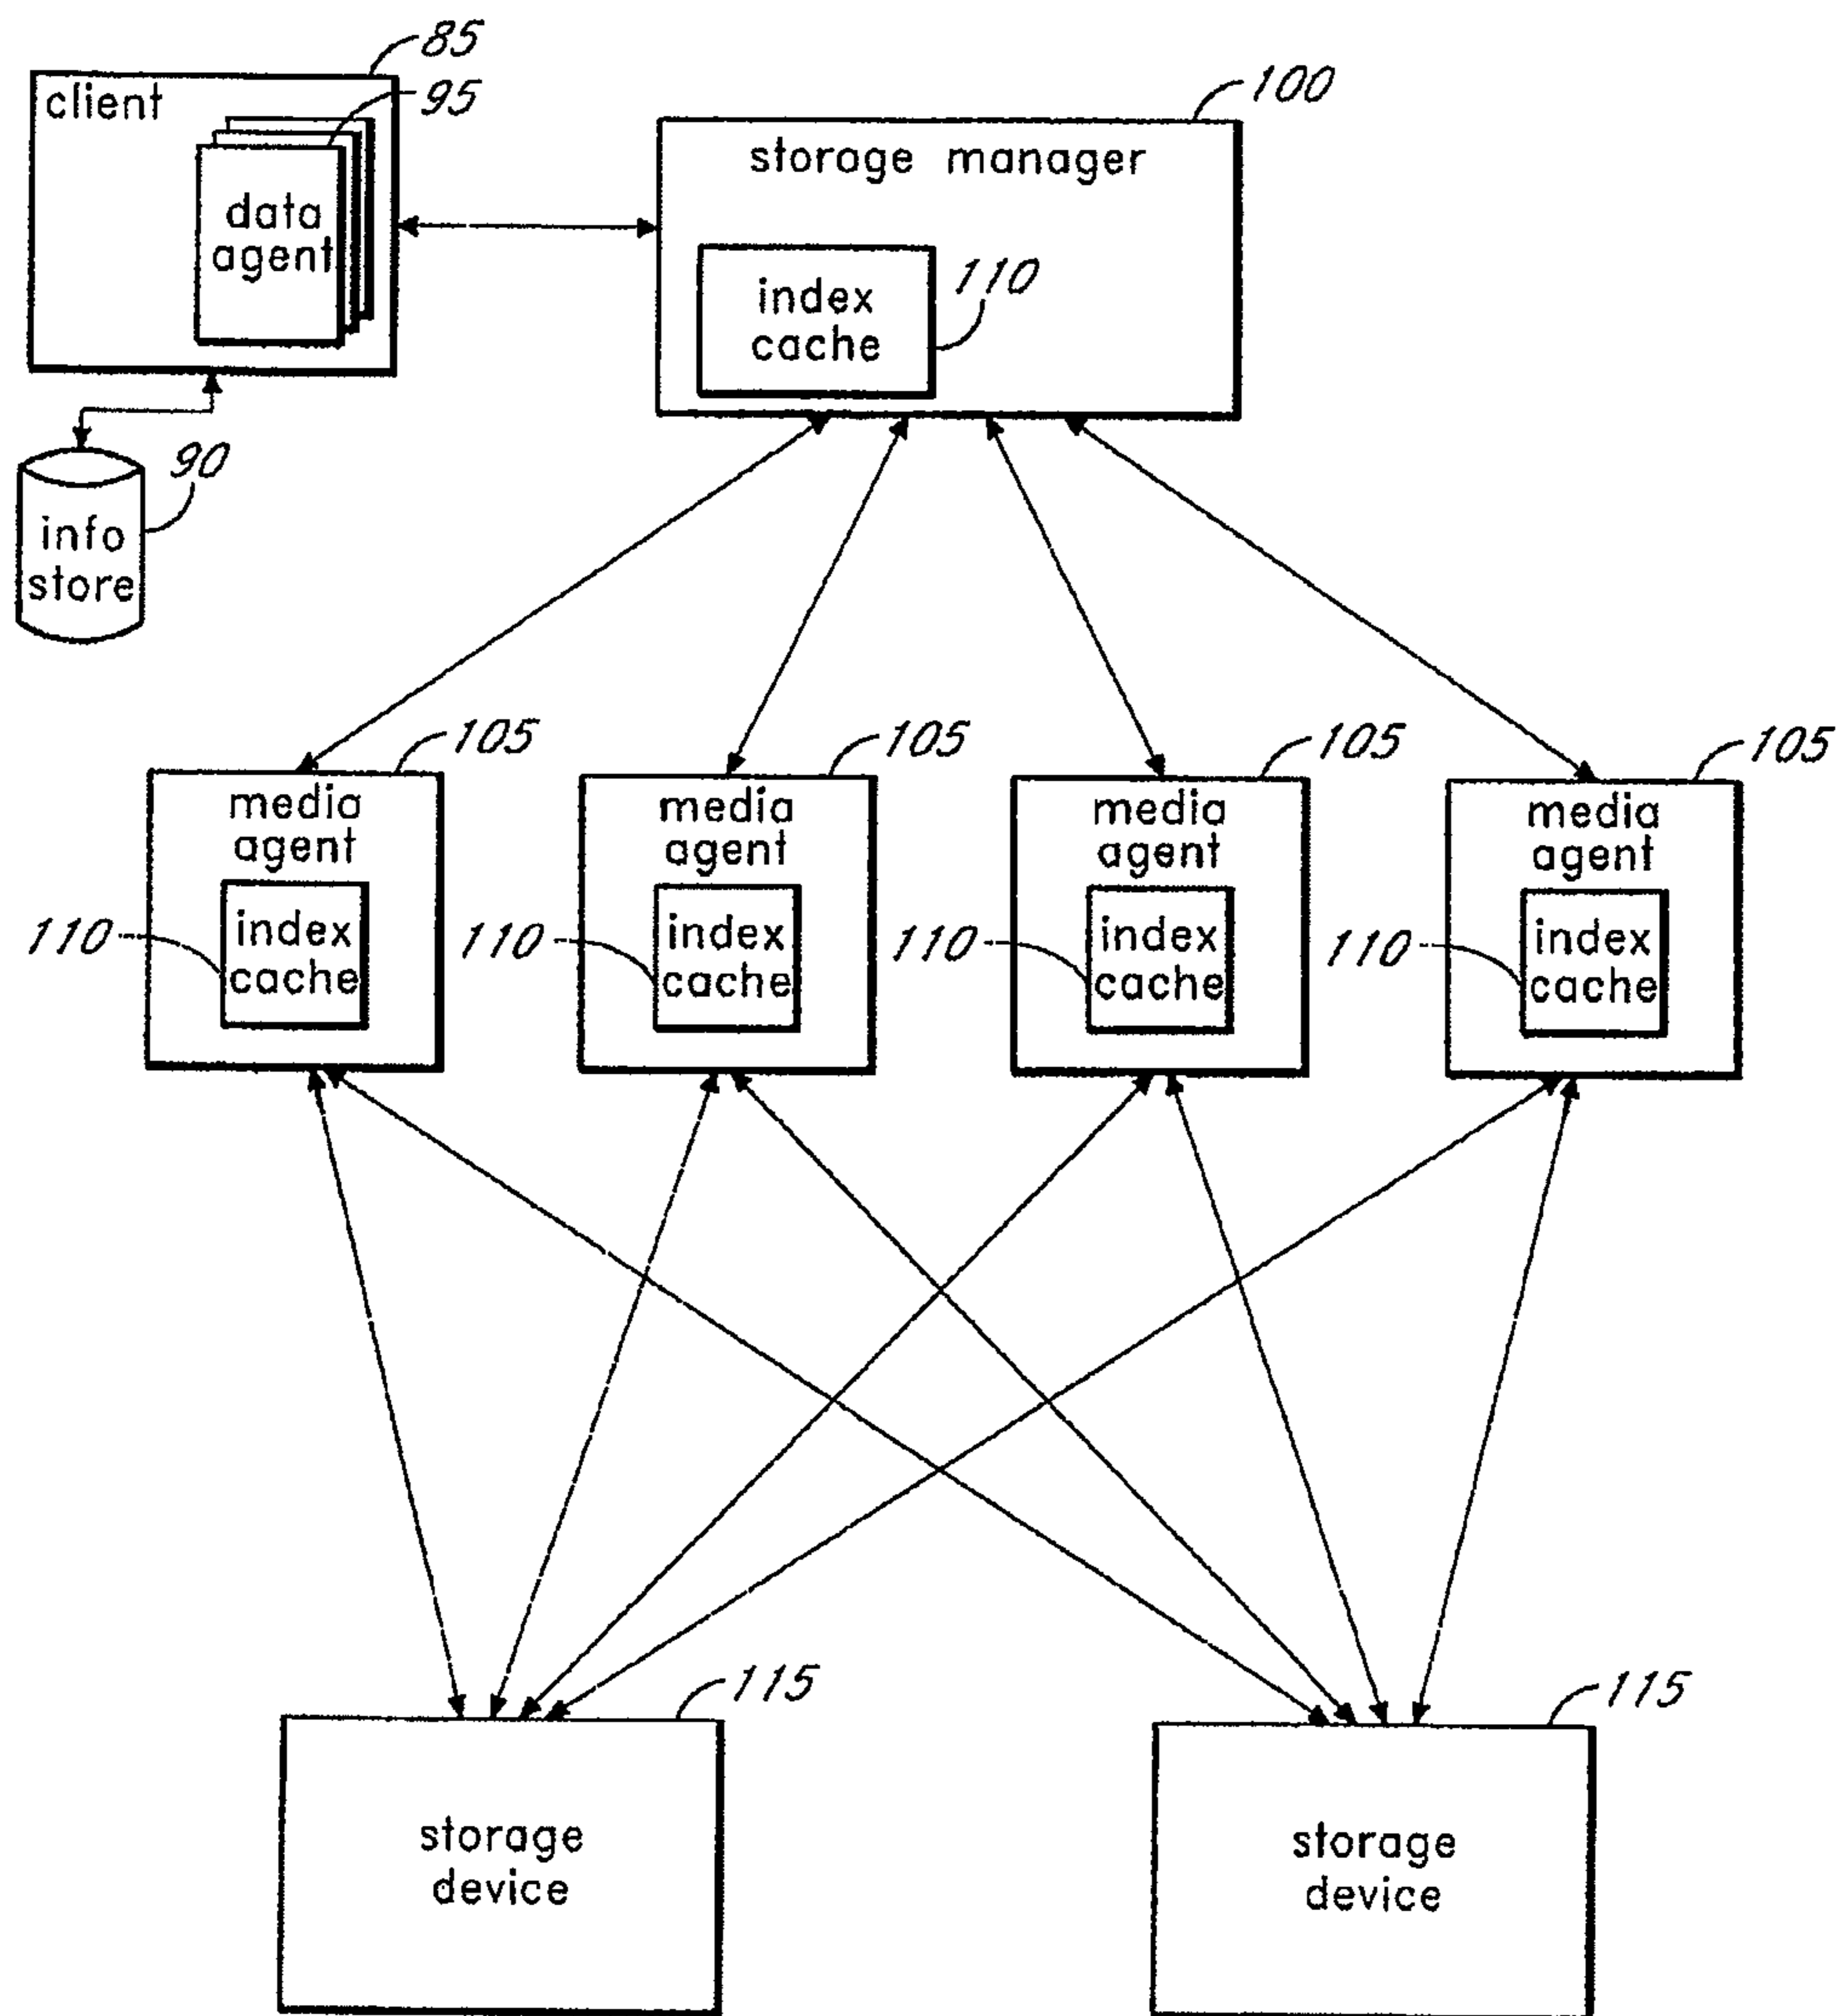 85
client
95
data
agent
100
storage manager
index
cache
110
90
info
store
105
media
agent
110
index
cache
105
media
agent
110
index
cache
105
media
agent
110
index
cache
105
media
agent
110
index
cache
115
storage
device
115
storage
device